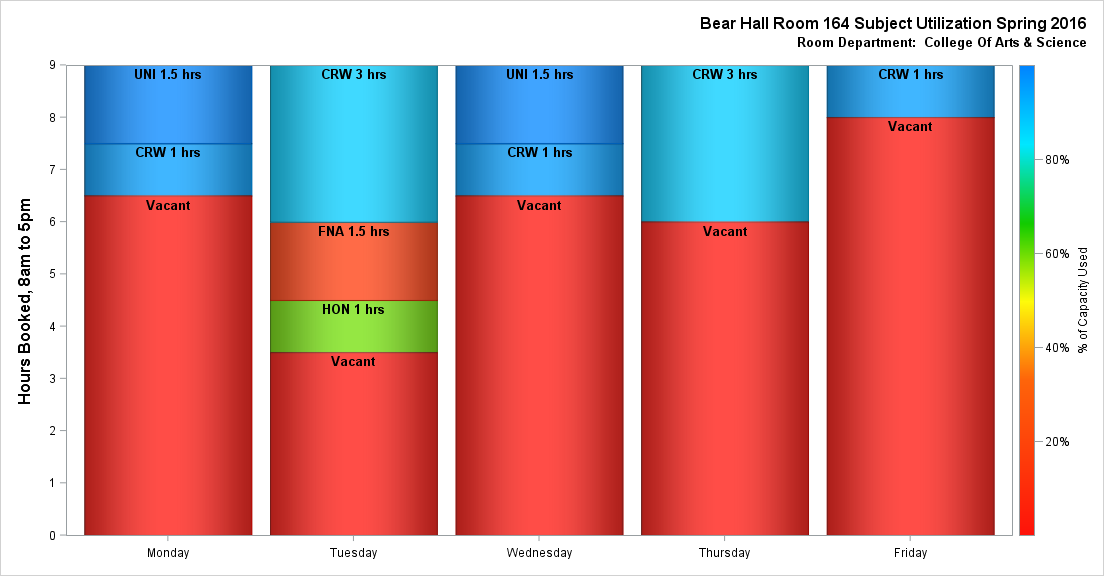 Bear Hall Room 164 Subject Utilization Spring 2016
Room Department:  College Of Arts & Science
Hours Booked, 8am to 5pm
9
8
7
6
5
4
3
2
1
0
UNI 1.5 hrs
CRW 1 hrs
Vacant
CRW 3 hrs
FNA 1.5 hrs
HON 1 hrs
Vacant
UNI 1.5 hrs
CRW 1 hrs
Vacant
CRW 3 hrs
Vacant
CRW 1 hrs
Vacant
Monday
Tuesday
Wednesday
Thursday
Friday
80%
60%
40%
20%
% of Capacity Used